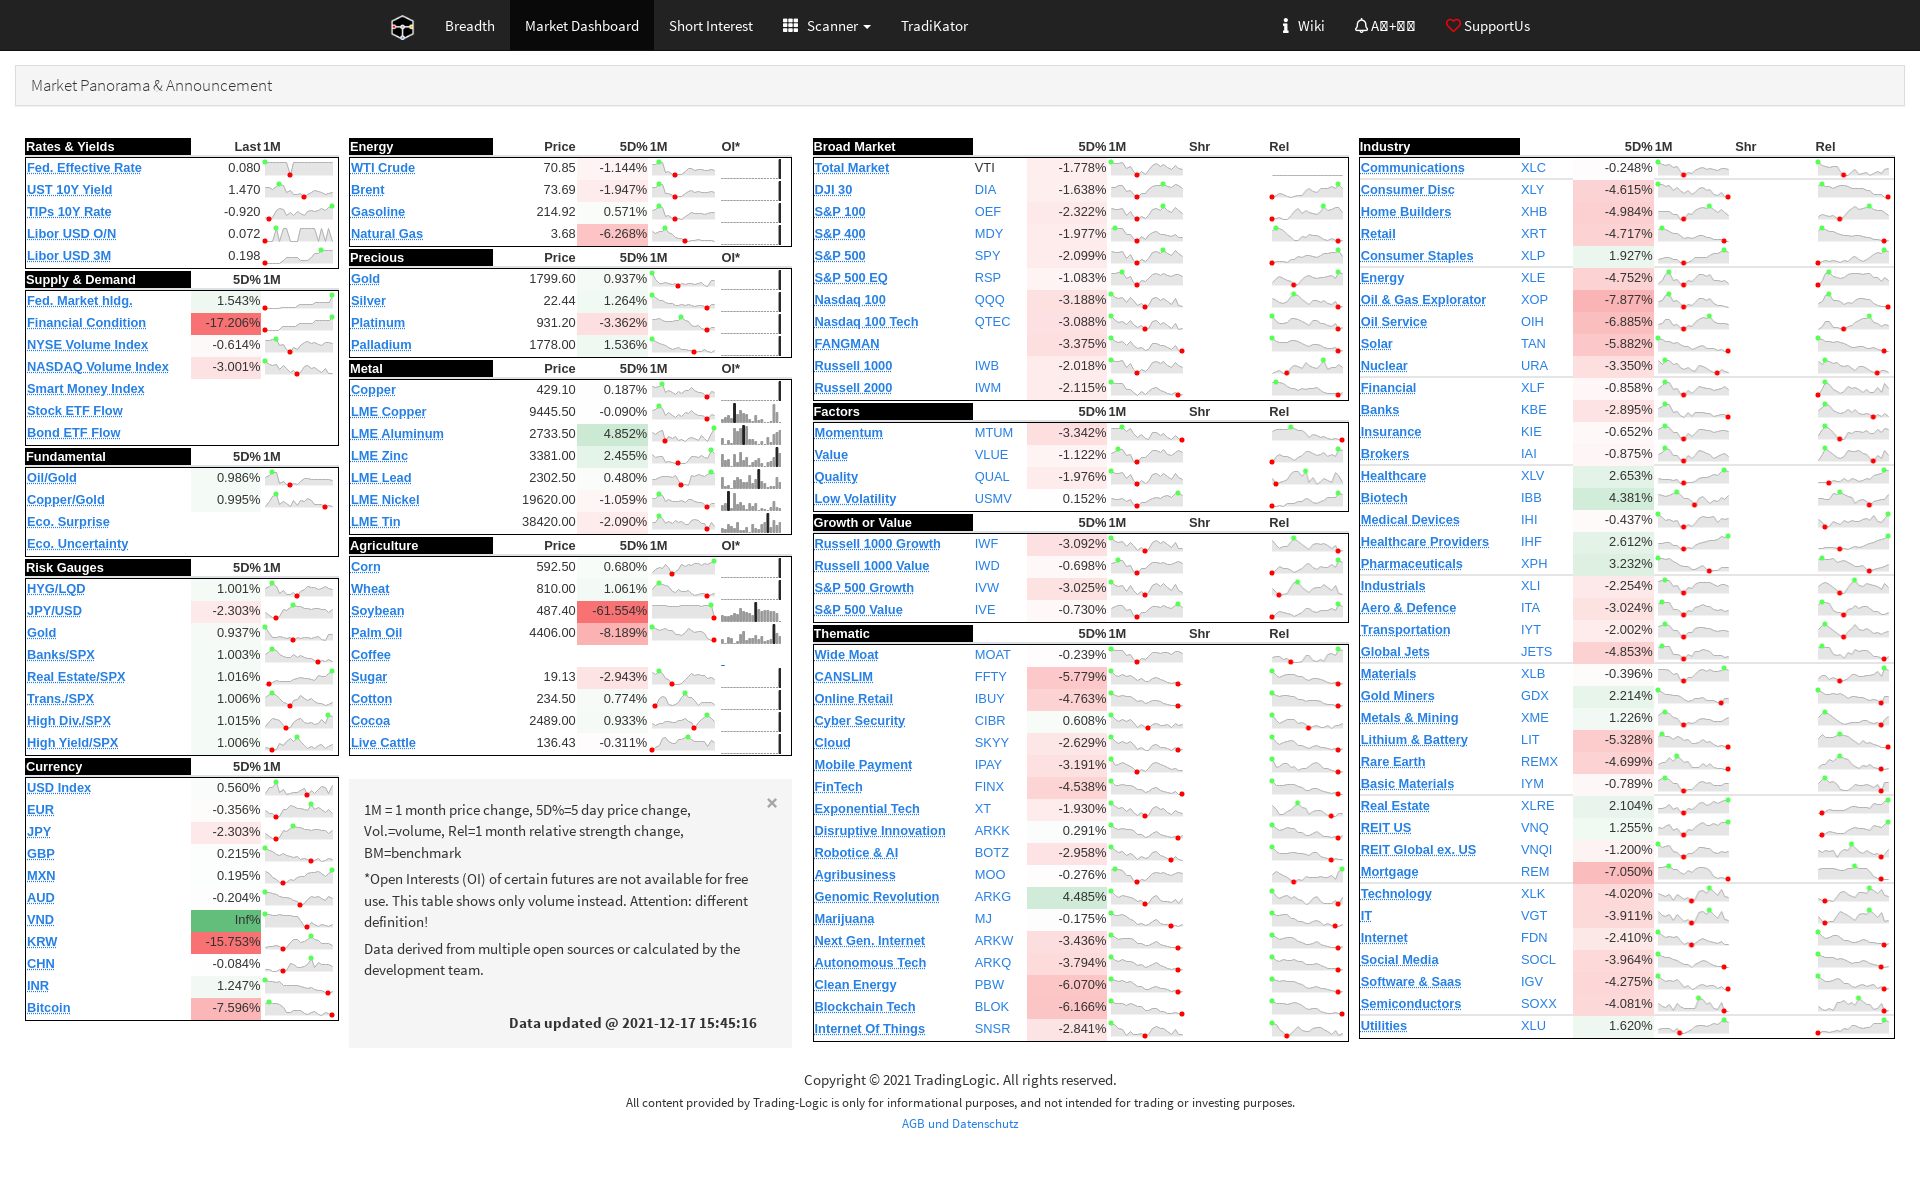 Breadth Market Dashboard Short Interest Scanner TradiKator Wiki SupportUs
Market Panorama & Announcement
Rates & Yields Last 1M
Fed. Effective Rate 0.080
UST 10Y Yield 1.470
TIPs 10Y Rate -0.920
Libor USD O/N 0.072
Libor USD 3M 0.198
Supply & Demand 5D% 1M
Fed. Market hldg. 1.543%
Financial Condition -17.206%
NYSE Volume Index -0.614%
NASDAQ Volume Index -3.001%
Smart Money Index
Stock ETF Flow
Bond ETF Flow
Fundamental 5D% 1M
Oil/Gold 0.986%
Copper/Gold 0.995%
Eco. Surprise
Eco. Uncertainty
Risk Gauges 5D% 1M
HYG/LQD 1.001%
JPY/USD -2.303%
Gold 0.937%
Banks/SPX 1.003%
Real Estate/SPX 1.016%
Trans./SPX 1.006%
High Div./SPX 1.015%
High Yield/SPX 1.006%
Currency 5D% 1M
USD Index 0.560%
EUR -0.356%
JPY -2.303%
GBP 0.215%
MXN 0.195%
AUD -0.204%
VND Inf%
KRW -15.753%
CHN -0.084%
INR 1.247%
Bitcoin -7.596%
Energy Price 5D% 1M OI*
WTI Crude 70.85 -1.144%
Brent 73.69 -1.947%
Gasoline 214.92 0.571%
Natural Gas 3.68 -6.268%
Precious Price 5D% 1M OI*
Gold 1799.60 0.937%
Silver 22.44 1.264%
Platinum 931.20 -3.362%
Palladium 1778.00 1.536%
Metal Price 5D% 1M OI*
Copper 429.10 0.187%
LME Copper 9445.50 -0.090%
LME Aluminum 2733.50 4.852%
LME Zinc 3381.00 2.455%
LME Lead 2302.50 0.480%
LME Nickel 19620.00 -1.059%
LME Tin 38420.00 -2.090%
Agriculture Price 5D% 1M OI*
Corn 592.50 0.680%
Wheat 810.00 1.061%
Soybean 487.40 -61.554%
Palm Oil 4406.00 -8.189%
Coffee
Sugar 19.13 -2.943%
Cotton 234.50 0.774%
Cocoa 2489.00 0.933%
Live Cattle 136.43 -0.311%
×
1M = 1 month price change, 5D%=5 day price change,
Vol.=volume, Rel=1 month relative strength change,
BM=benchmark
*Open Interests (OI) of certain futures are not available for free
use. This table shows only volume instead. Attention: different
definition!
Data derived from multiple open sources or calculated by the
development team.
Data updated @ 2021-12-17 15:45:16
Broad Market 5D% 1M Shr Rel
Total Market VTI -1.778%
DJI 30 DIA -1.638%
S&P 100 OEF -2.322%
S&P 400 MDY -1.977%
S&P 500 SPY -2.099%
S&P 500 EQ RSP -1.083%
Nasdaq 100 QQQ -3.188%
Nasdaq 100 Tech QTEC -3.088%
FANGMAN -3.375%
Russell 1000 IWB -2.018%
Russell 2000 IWM -2.115%
Factors 5D% 1M Shr Rel
Momentum MTUM -3.342%
Value VLUE -1.122%
Quality QUAL -1.976%
Low Volatility USMV 0.152%
Growth or Value 5D% 1M Shr Rel
Russell 1000 Growth IWF -3.092%
Russell 1000 Value IWD -0.698%
S&P 500 Growth IVW -3.025%
S&P 500 Value IVE -0.730%
Thematic 5D% 1M Shr Rel
Wide Moat MOAT -0.239%
CANSLIM FFTY -5.779%
Online Retail IBUY -4.763%
Cyber Security CIBR 0.608%
Cloud SKYY -2.629%
Mobile Payment IPAY -3.191%
FinTech FINX -4.538%
Exponential Tech XT -1.930%
Disruptive Innovation ARKK 0.291%
Robotice & AI BOTZ -2.958%
Agribusiness MOO -0.276%
Genomic Revolution ARKG 4.485%
Marijuana MJ -0.175%
Next Gen. Internet ARKW -3.436%
Autonomous Tech ARKQ -3.794%
Clean Energy PBW -6.070%
Blockchain Tech BLOK -6.166%
Internet Of Things SNSR -2.841%
Industry 5D% 1M Shr Rel
Communications XLC -0.248%
Consumer Disc XLY -4.615%
Home Builders XHB -4.984%
Retail XRT -4.717%
Consumer Staples XLP 1.927%
Energy XLE -4.752%
Oil & Gas Explorator XOP -7.877%
Oil Service OIH -6.885%
Solar TAN -5.882%
Nuclear URA -3.350%
Financial XLF -0.858%
Banks KBE -2.895%
Insurance KIE -0.652%
Brokers IAI -0.875%
Healthcare XLV 2.653%
Biotech IBB 4.381%
Medical Devices IHI -0.437%
Healthcare Providers IHF 2.612%
Pharmaceuticals XPH 3.232%
Industrials XLI -2.254%
Aero & Defence ITA -3.024%
Transportation IYT -2.002%
Global Jets JETS -4.853%
Materials XLB -0.396%
Gold Miners GDX 2.214%
Metals & Mining XME 1.226%
Lithium & Battery LIT -5.328%
Rare Earth REMX -4.699%
Basic Materials IYM -0.789%
Real Estate XLRE 2.104%
REIT US VNQ 1.255%
REIT Global ex. US VNQI -1.200%
Mortgage REM -7.050%
Technology XLK -4.020%
IT VGT -3.911%
Internet FDN -2.410%
Social Media SOCL -3.964%
Software & Saas IGV -4.275%
Semiconductors SOXX -4.081%
Utilities XLU 1.620%
Copyright © 2021 TradingLogic. All rights reserved.
All content provided by Trading-Logic is only for informational purposes, and not intended for trading or investing purposes.
AGB und Datenschutz